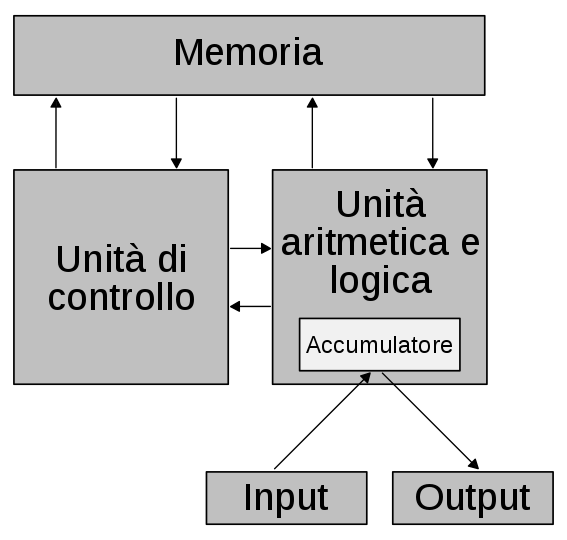 Memoria
Unità di
controllo
Unità
aritmetica e
logica
Accumulatore
Input
Output